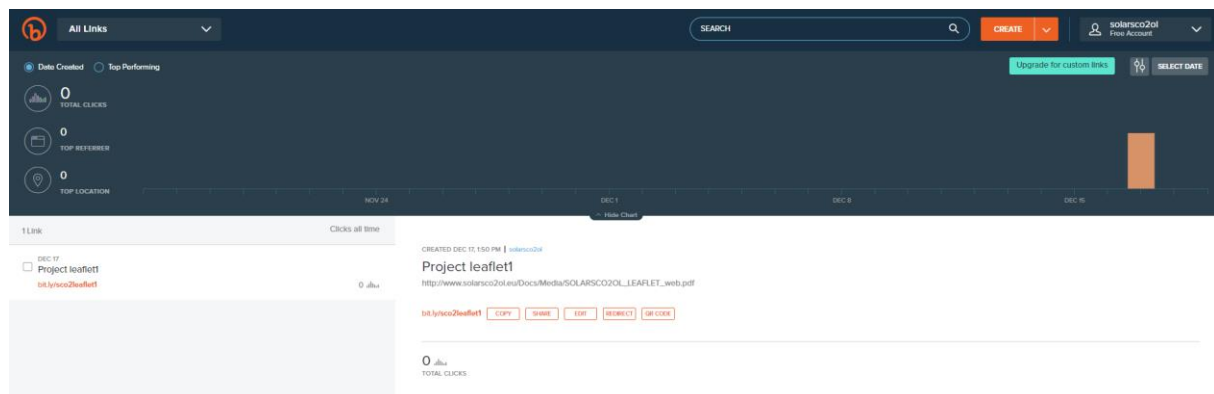 All Links
SEARCH
CREATE
solarsco2ol
Free Account
Date Created
Top Performing
Upgrade for custom links
SELECT DATE
0
TOTAL CLICKS
0
TOP REFERRER
0
TOP LOCATION
NOV 24
DEC 1
DEC 8
DEC 15
Hide Chart
1 Link
Clicks all time
DEC 17
Project leaflet1
bit.ly/sco2leaflet1
0
CREATED DEC 17, 1:50 PM | solarsco2ol
Project leaflet1
http://www.solarsco2ol.eu/Docs/Media/SOLARSCO2OL_LEAFLET_web.pdf
bit.ly/sco2leaflet1 COPY SHARE EDIT REDIRECT QR CODE
0
TOTAL CLICKS